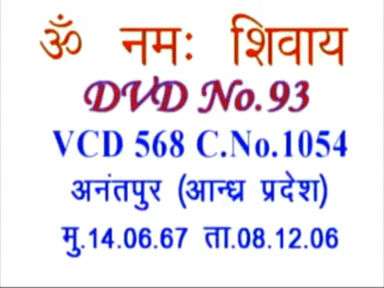 ॐ नमः शिवाय
DVD No.93
VCD 568 C.No.1054
अनंतपुर (आन्ध्र प्रदेश)
मु.14.06.67 ता.08.12.06